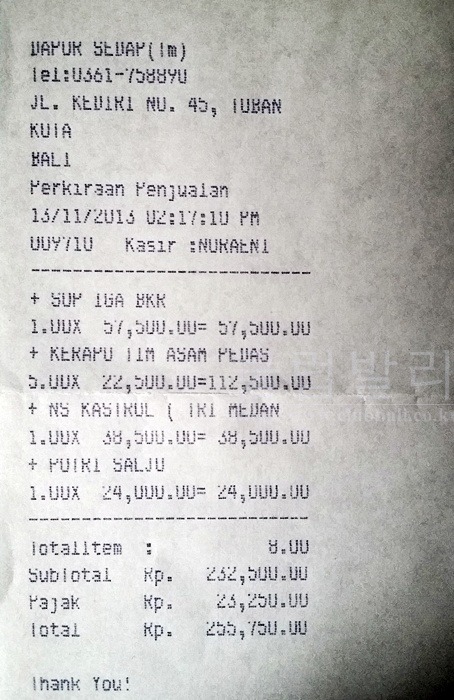 DAPUR SEDAP(Tm)
Tel:0361-758890
JL. KEDIRI NO. 45, TUBAN
KUTA
BALI
Perkiraan Penjualan
13/11/2013 02:17:10 PM
009710 Kasir :NURAENI
--------------------------------
+ SOP IGA BKR
1.00X 57,500.00= 57,500.00
+ KERAPU TIM ASAM PEDAS
5.00X 22,500.00=112,500.00
+ NS KASTROL ( TRI MEDAN
1.00X 38,500.00= 38,500.00
+ PUTRI SALJU
1.00X 24,000.00= 24,000.00
--------------------------------
TotalItem : 8.00
SubTotal Rp. 232,500.00
Pajak Rp. 23,250.00
Total Rp. 255,750.00
Thank You!
발리